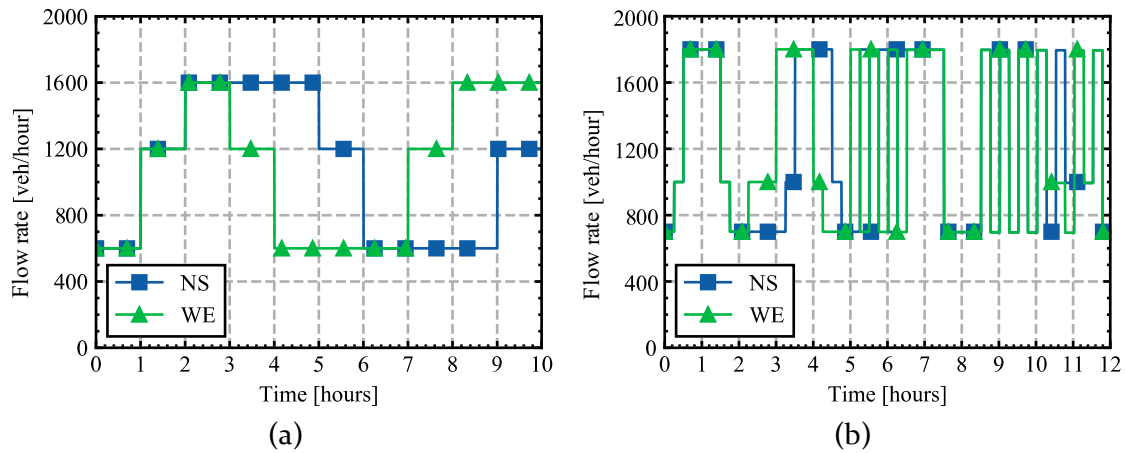 2000
1600
1200
800
400
0
Flow rate [veh/hour]
NS
WE
0 1 2 3 4 5 6 7 8 9 10
Time [hours]
(a)
2000
1600
1200
800
400
0
Flow rate [veh/hour]
NS
WE
0 1 2 3 4 5 6 7 8 9 10 11 12
Time [hours]
(b)